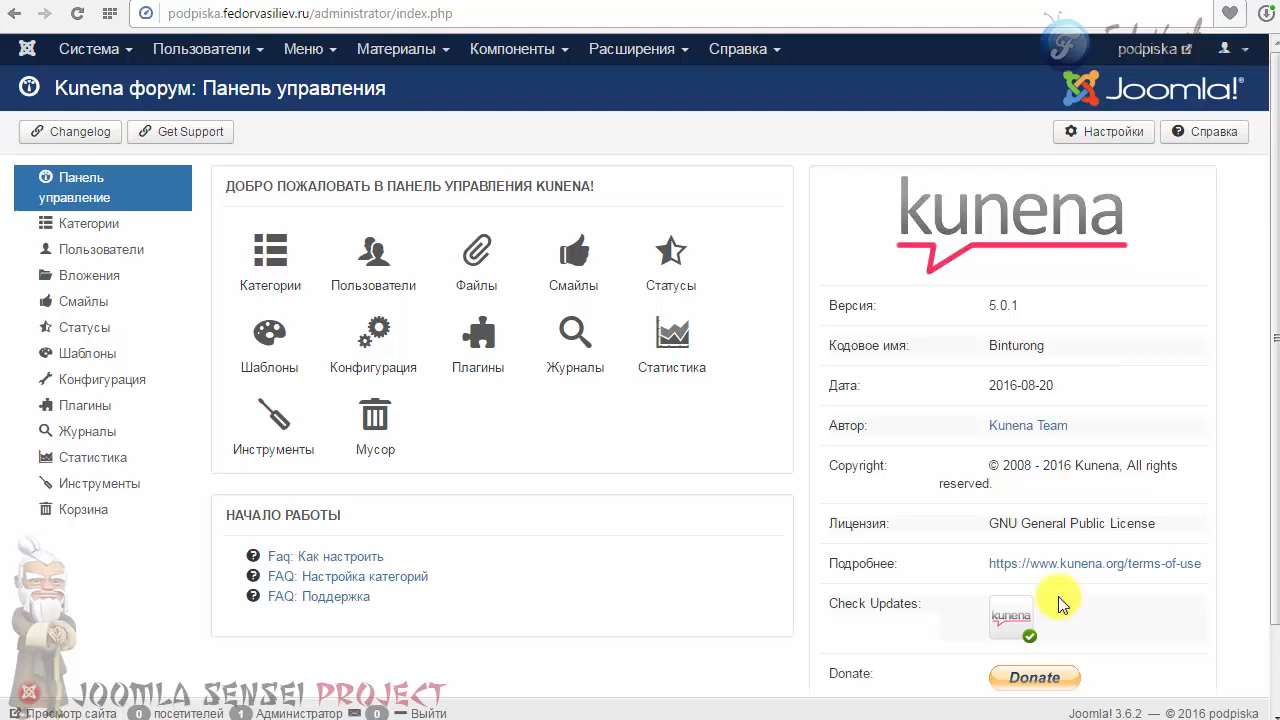 podpiska.fedorvasiliev.ru/administrator/index.php
Система Пользователи Меню Материалы Компоненты Расширения Справка podpiska
Kunena форум: Панель управления
Joomla!®
Changelog Get Support Настройки Справка
Панель
управление
Категории
Пользователи
Вложения
Смайлы
Статусы
Шаблоны
Конфигурация
Плагины
Журналы
Статистика
Инструменты
Корзина
ДОБРО ПОЖАЛОВАТЬ В ПАНЕЛЬ УПРАВЛЕНИЯ KUNENA!
Категории Пользователи Файлы Смайлы Статусы
Шаблоны Конфигурация Плагины Журналы Статистика
Инструменты Мусор
НАЧАЛО РАБОТЫ
Faq: Как настроить
FAQ: Настройка категорий
FAQ: Поддержка
kunena
Версия: 5.0.1
Кодовое имя: Binturong
Дата: 2016-08-20
Автор: Kunena Team
Copyright: © 2008 - 2016 Kunena, All rights
reserved.
Лицензия: GNU General Public License
Подробнее: https://www.kunena.org/terms-of-use
Check Updates: kunena
Donate: Donate
JOOMLA SENSEI PROJECT
Просмотр сайта 0 посетителей 1 Администратор 0 Выйти
Joomla! 3.6.2 — © 2016 podpiska